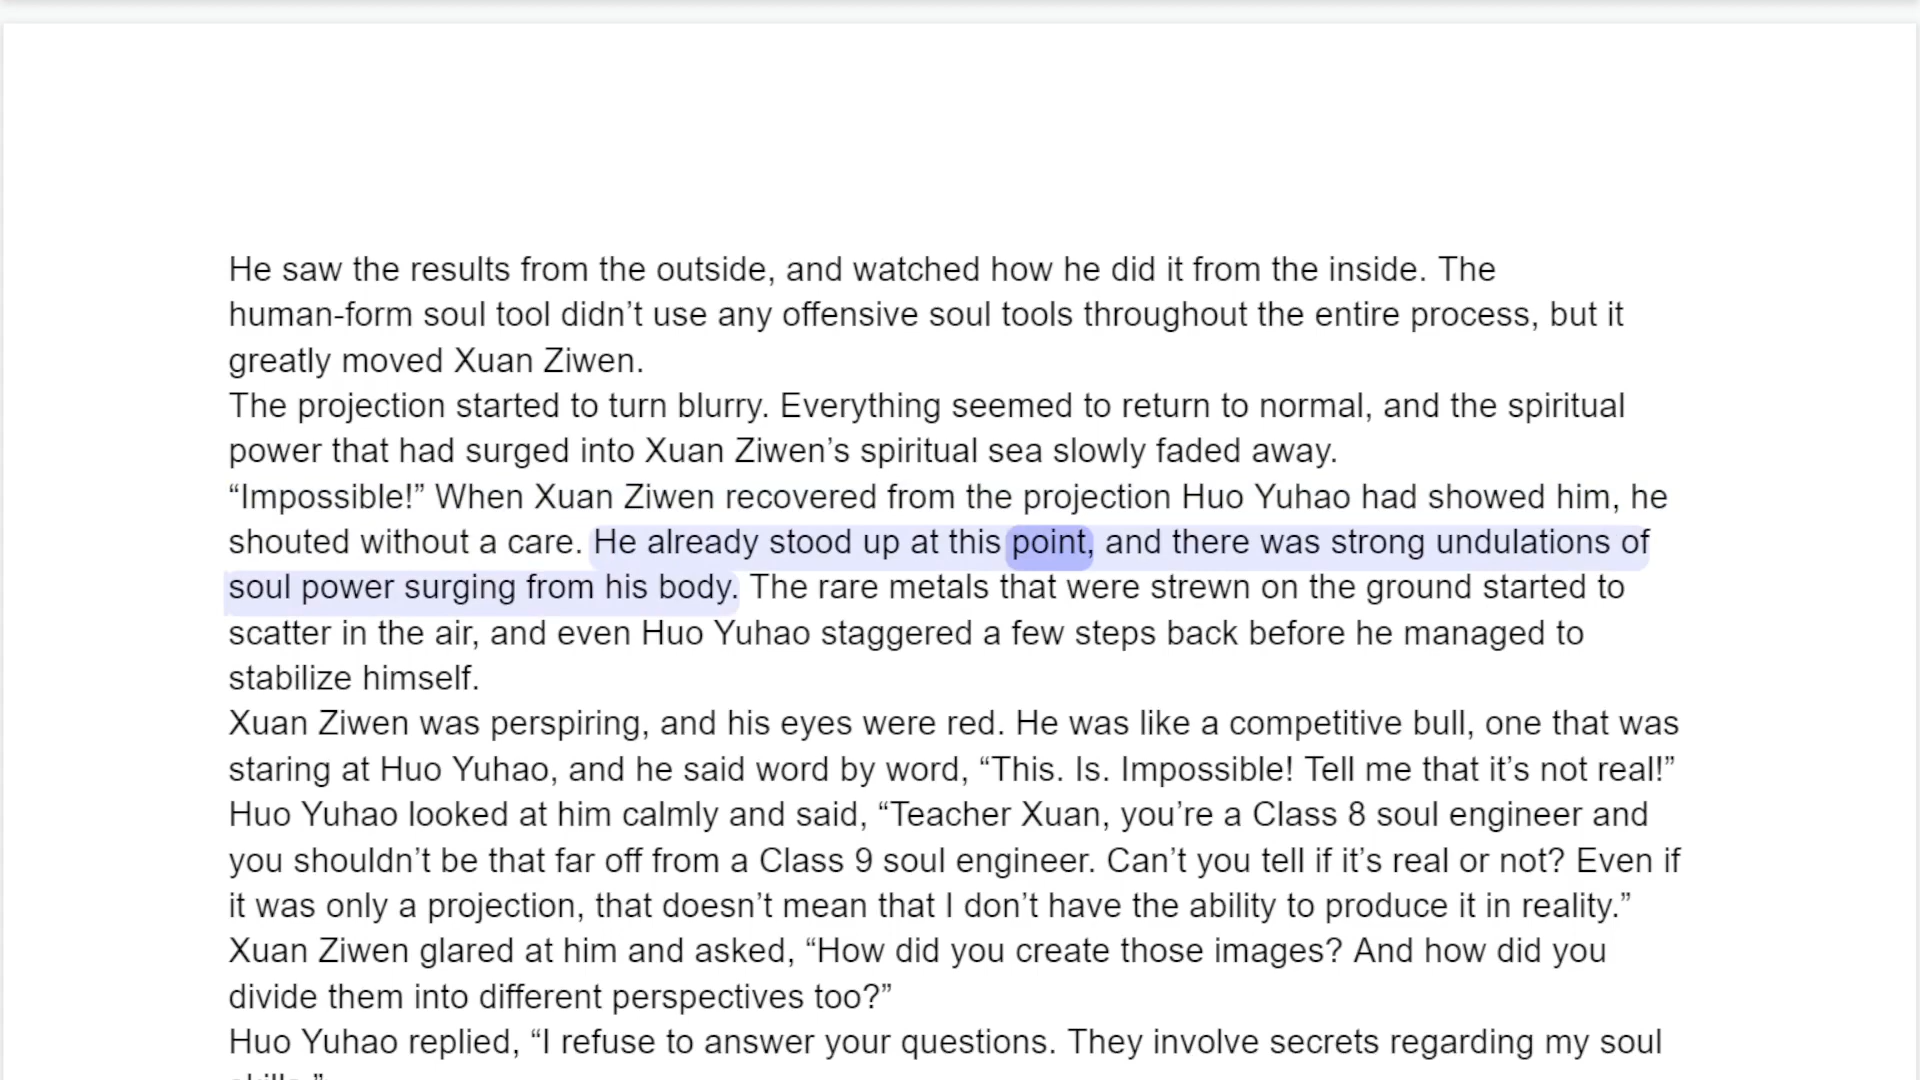 He saw the results from the outside, and watched how he did it from the inside. The
human-form soul tool didn’t use any offensive soul tools throughout the entire process, but it
greatly moved Xuan Ziwen.
The projection started to turn blurry. Everything seemed to return to normal, and the spiritual
power that had surged into Xuan Ziwen’s spiritual sea slowly faded away.
“Impossible!” When Xuan Ziwen recovered from the projection Huo Yuhao had showed him, he
shouted without a care. He already stood up at this point, and there was strong undulations of
soul power surging from his body. The rare metals that were strewn on the ground started to
scatter in the air, and even Huo Yuhao staggered a few steps back before he managed to
stabilize himself.
Xuan Ziwen was perspiring, and his eyes were red. He was like a competitive bull, one that was
staring at Huo Yuhao, and he said word by word, “This. Is. Impossible! Tell me that it’s not real!”
Huo Yuhao looked at him calmly and said, “Teacher Xuan, you’re a Class 8 soul engineer and
you shouldn’t be that far off from a Class 9 soul engineer. Can’t you tell if it’s real or not? Even if
it was only a projection, that doesn’t mean that I don’t have the ability to produce it in reality.”
Xuan Ziwen glared at him and asked, “How did you create those images? And how did you
divide them into different perspectives too?”
Huo Yuhao replied, “I refuse to answer your questions. They involve secrets regarding my soul